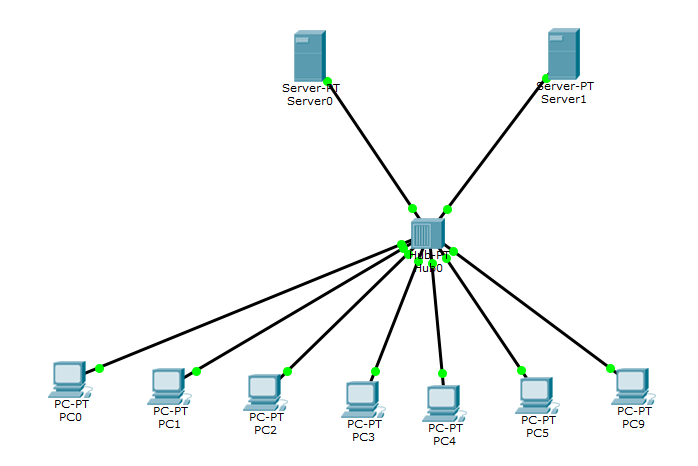 Server-PT
Server0
Server-PT
Server1
Hub-PT
Hub0
PC-PT
PC0
PC-PT
PC1
PC-PT
PC2
PC-PT
PC3
PC-PT
PC4
PC-PT
PC5
PC-PT
PC9